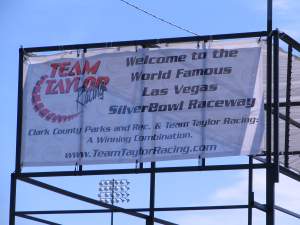 TEAM
TAYLOR
Racing
Welcome to the
World Famous
Las Vegas
SilverBowl Raceway
Clark County Parks and Rec. & Team Taylor Racing:
A Winning Combination.
www.TeamTaylorRacing.com